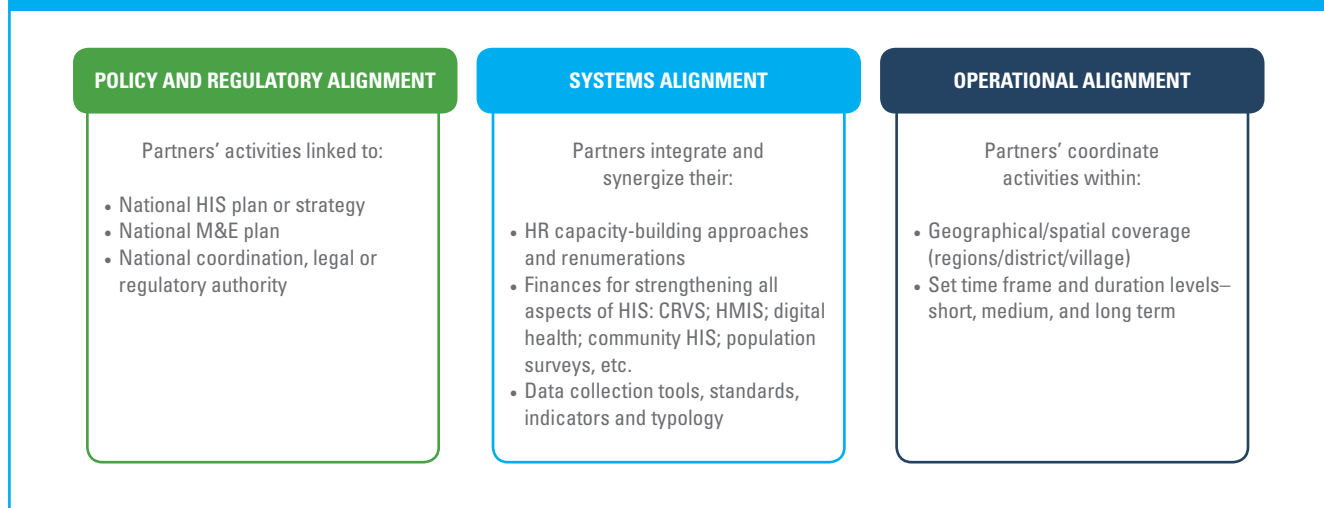 POLICY AND REGULATORY ALIGNMENT
Partners’ activities linked to:
• National HIS plan or strategy
• National M&E plan
• National coordination, legal or
regulatory authority
SYSTEMS ALIGNMENT
Partners integrate and
synergize their:
• HR capacity-building approaches
and renumerations
• Finances for strengthening all
aspects of HIS: CRVS; HMIS; digital
health; community HIS; population
surveys, etc.
• Data collection tools, standards,
indicators and typology
OPERATIONAL ALIGNMENT
Partners’ coordinate
activities within:
• Geographical/spatial coverage
(regions/district/village)
• Set time frame and duration levels–
short, medium, and long term